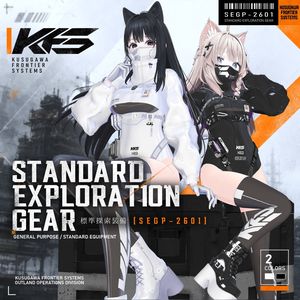 SEGP-2601
STANDARD EXPLORATION GEAR
KFS
KUSUGAWA
FRONTIER
SYSTEMS
KUSUGAWA
FRONTIER
SYSTEMS
STANDARD
EXPLORATION
GEAR 標準探索装備 [SEGP-2601]
GENERAL PURPOSE / STANDARD EQUIPMENT
KUSUGAWA FRONTIER SYSTEMS
OUTLAND OPERATIONS DIVISION
2
COLORS